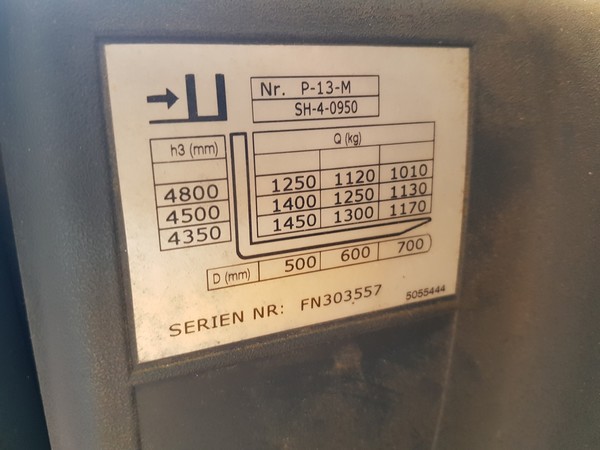 Nr. P-13-M
SH-4-0950
h3 (mm)
Q (kg)
4800 1250 1120 1010
4500 1400 1250 1130
4350 1450 1300 1170
D (mm) 500 600 700
SERIEN NR: FN303557
5055444